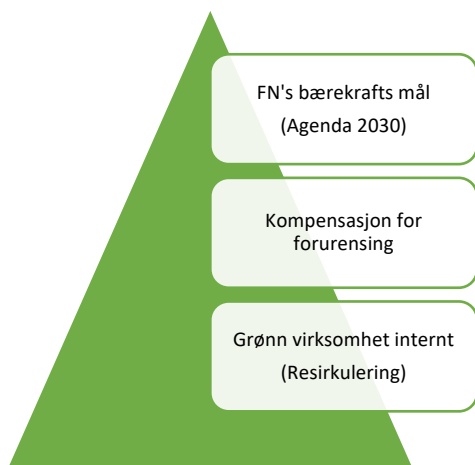 FN's bærekrafts mål
(Agenda 2030)
Kompensasjon for
forurensing
Grønn virksomhet internt
(Resirkulering)